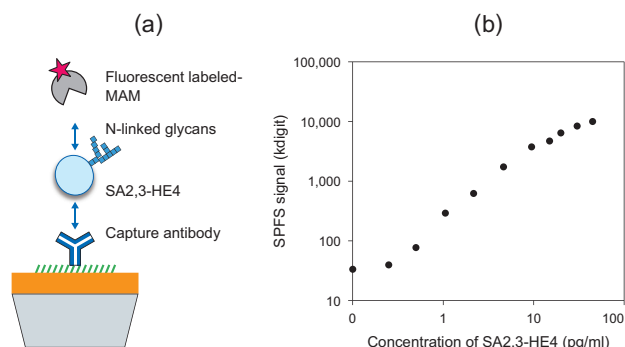 (a)
Fluorescent labeled-
MAM
N-linked glycans
SA2,3-HE4
Capture antibody
(b)
SPFS signal (kdigit)
100,000
10,000
1,000
100
10
0
1
10
100
Concentration of SA2,3-HE4 (pg/ml)